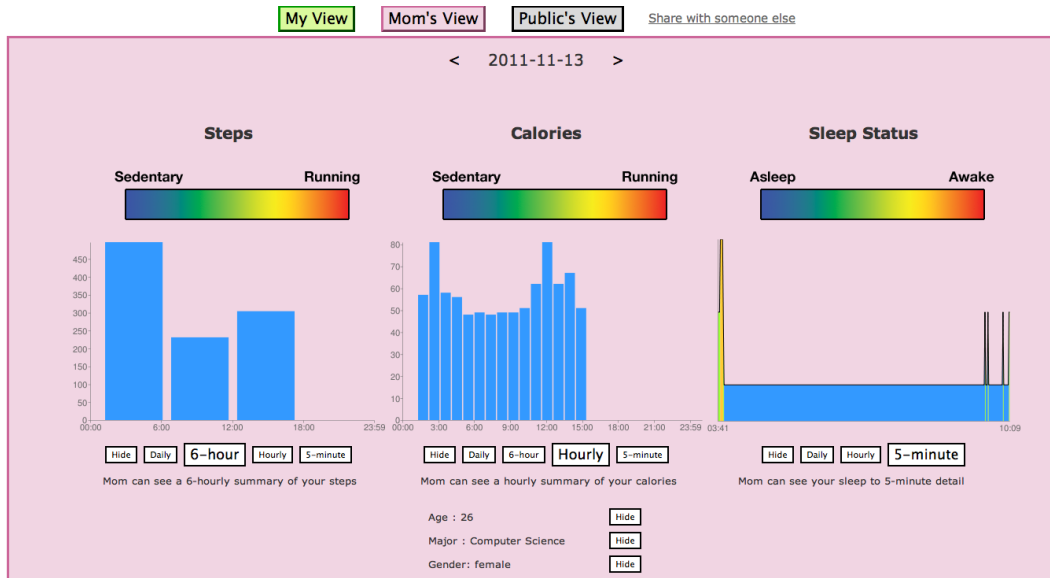 My View Mom's View Public's View Share with someone else
< 2011-11-13 >
Steps Calories Sleep Status
Sedentary Running Sedentary Running Asleep Awake
450
400
350
300
250
200
150
100
50
0
00:00 6:00 12:00 18:00 23:59
80
70
60
50
40
30
20
10
0
00:00 3:00 6:00 9:00 12:00 15:00 18:00 21:00 23:59
03:41 10:09
Hide Daily 6-hour Hourly 5-minute
Hide Daily 6-hour Hourly 5-minute
Hide Daily Hourly 5-minute
Mom can see a 6-hourly summary of your steps
Mom can see a hourly summary of your calories
Mom can see your sleep to 5-minute detail
Age : 26 Hide
Major : Computer Science Hide
Gender: female Hide